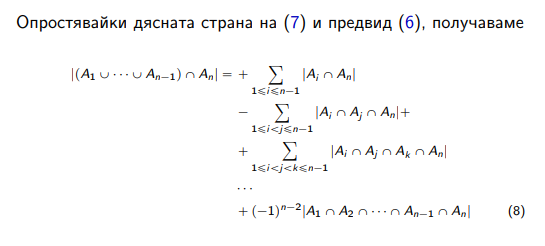 Опростявайки дясната страна на (7) и предвид (6), получаваме
|(A₁ ∪ ··· ∪ Aₙ₋₁) ∩ Aₙ| = + ∑ |Aᵢ ∩ Aₙ|
1⩽i⩽n−1
− ∑ |Aᵢ ∩ Aⱼ ∩ Aₙ|+
1⩽i<j⩽n−1
+ ∑ |Aᵢ ∩ Aⱼ ∩ Aₖ ∩ Aₙ|
1⩽i<j<k⩽n−1
···
+ (−1)ⁿ⁻²|A₁ ∩ A₂ ∩ ··· ∩ Aₙ₋₁ ∩ Aₙ| (8)